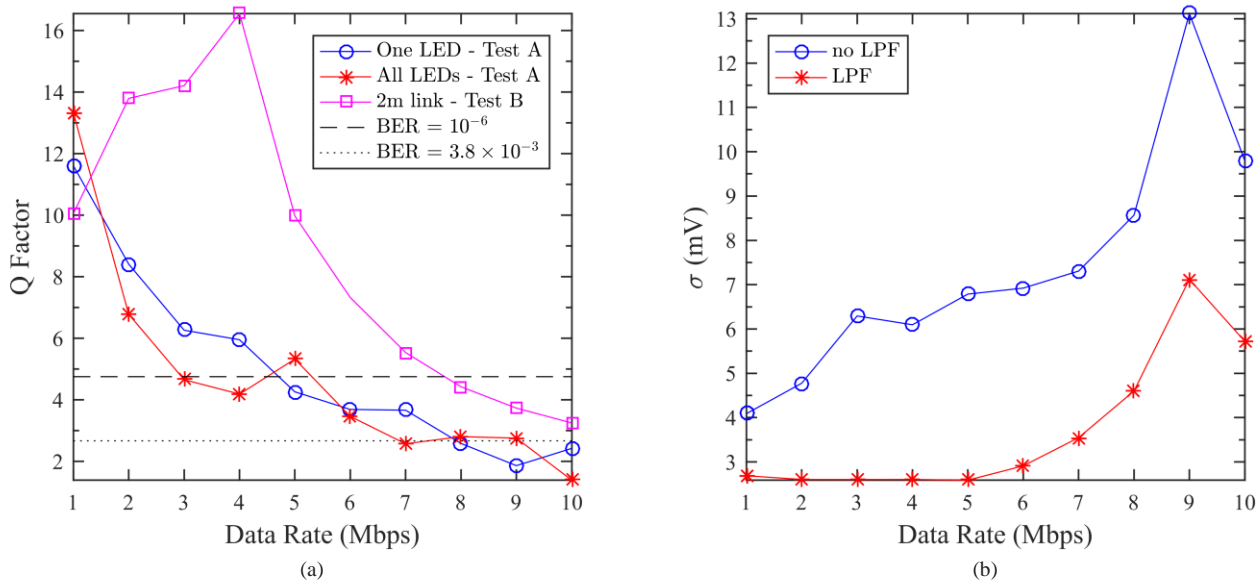 16
14
12
10
8
6
4
2
Q Factor
One LED - Test A
All LEDs - Test A
2m link - Test B
BER = 10⁻⁶
BER = 3.8 × 10⁻³
1 2 3 4 5 6 7 8 9 10
Data Rate (Mbps)
(a)
13
12
11
10
9
8
7
6
5
4
3
σ (mV)
no LPF
LPF
1 2 3 4 5 6 7 8 9 10
Data Rate (Mbps)
(b)